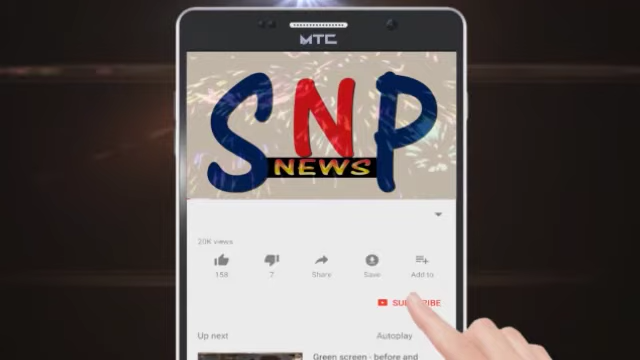 MTC
SNP
NEWS
20K views
158
7
Share
Save
Add to
SUBSCRIBE
Up next
Autoplay
Green screen - before and